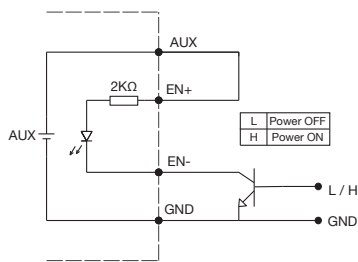 AUX
2KΩ
EN+
L Power OFF
H Power ON
AUX
EN-
L / H
GND
GND